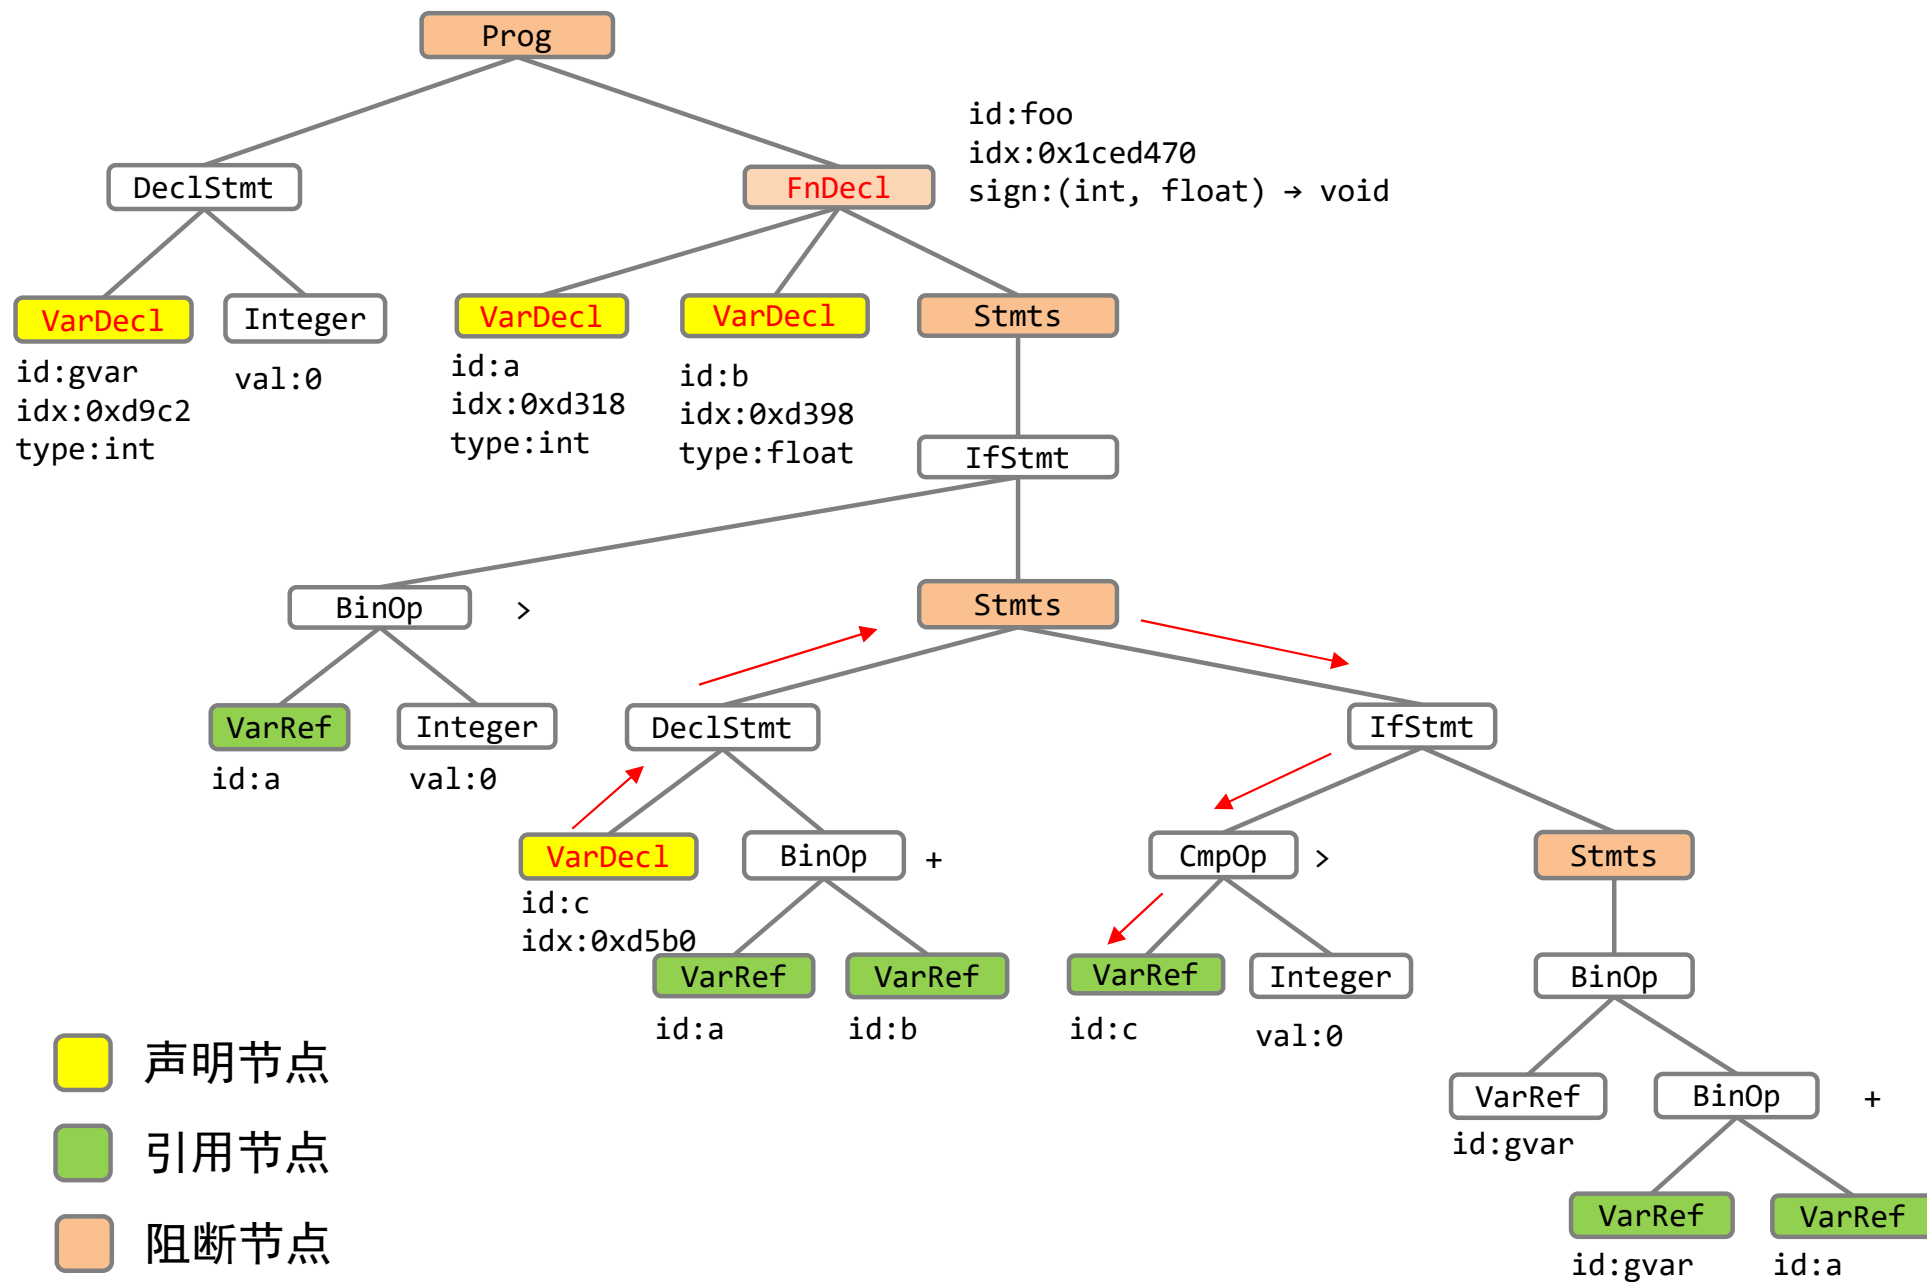 Prog
id:foo
idx:0x1ced470
sign:(int, float) → void
DeclStmt
FnDecl
VarDecl
Integer
VarDecl
VarDecl
Stmts
id:gvar
idx:0xd9c2
type:int
val:0
id:a
idx:0xd318
type:int
id:b
idx:0xd398
type:float
IfStmt
BinOp
>
Stmts
VarRef
Integer
DeclStmt
IfStmt
id:a
val:0
VarDecl
BinOp
+
CmpOp
>
Stmts
id:c
idx:0xd5b0
VarRef
VarRef
VarRef
Integer
BinOp
id:a
id:b
id:c
val:0
声明节点
VarRef
BinOp
+
id:gvar
引用节点
VarRef
VarRef
阻断节点
id:gvar
id:a